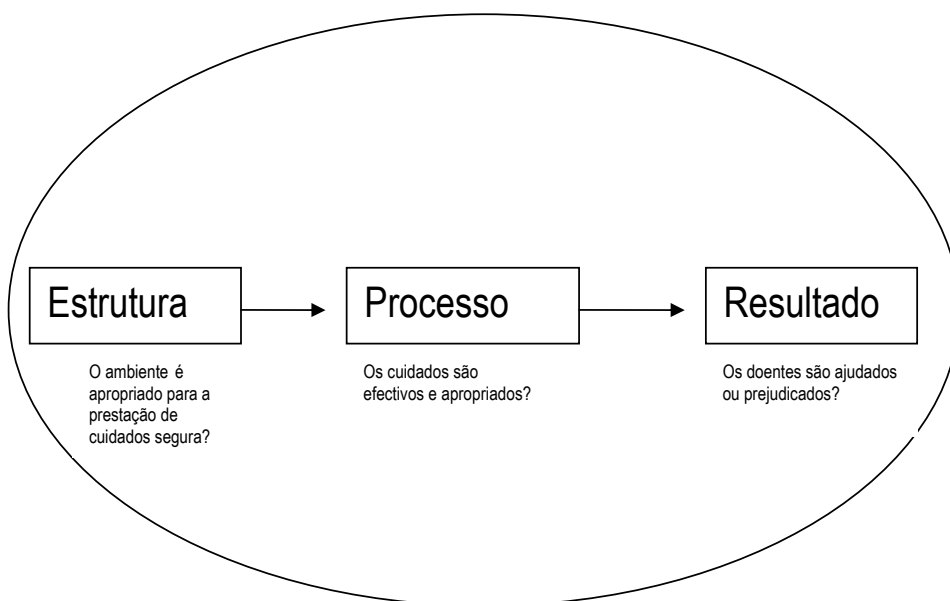 Estrutura
O ambiente é
apropriado para a
prestação de
cuidados segura?
Processo
Os cuidados são
efectivos e apropriados?
Resultado
Os doentes são ajudados
ou prejudicados?